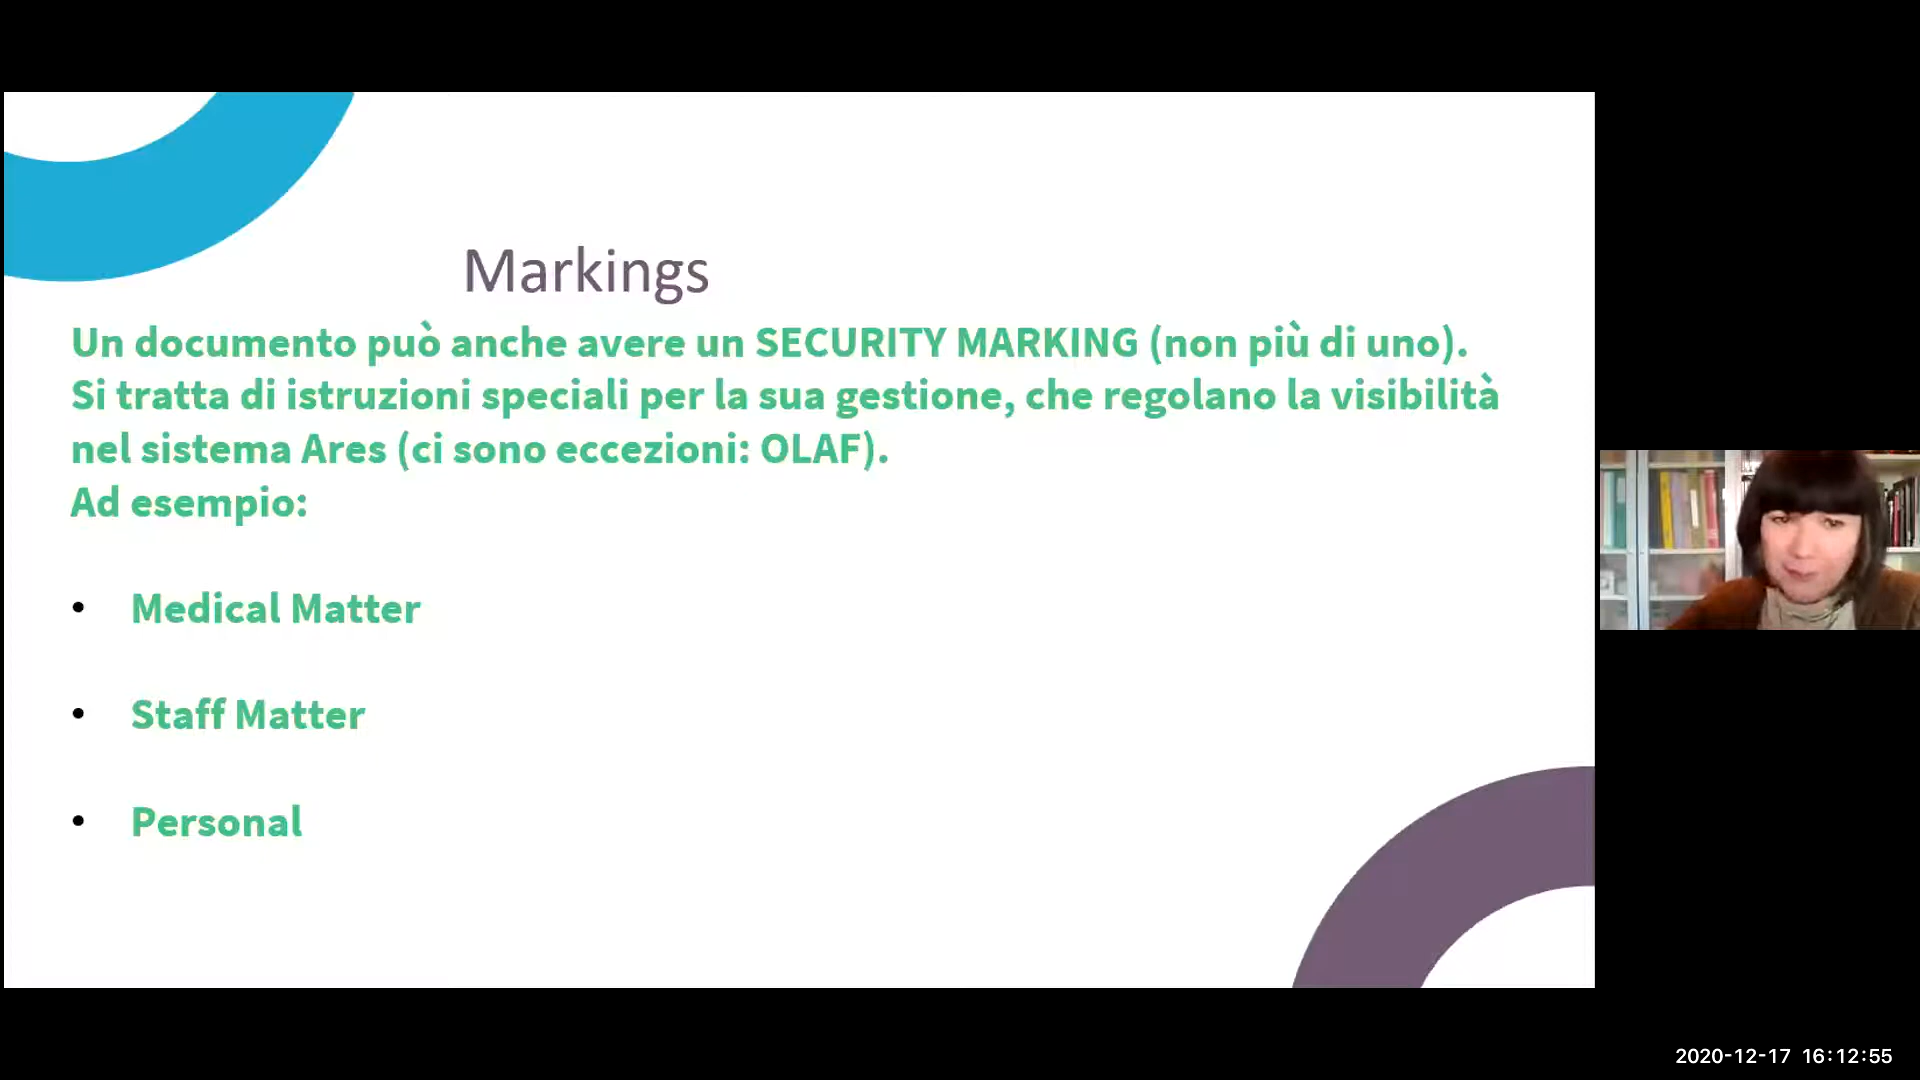 Markings
Un documento può anche avere un SECURITY MARKING (non più di uno).
Si tratta di istruzioni speciali per la sua gestione, che regolano la visibilità
nel sistema Ares (ci sono eccezioni: OLAF).
Ad esempio:
• Medical Matter
• Staff Matter
• Personal
2020-12-17 16:12:55